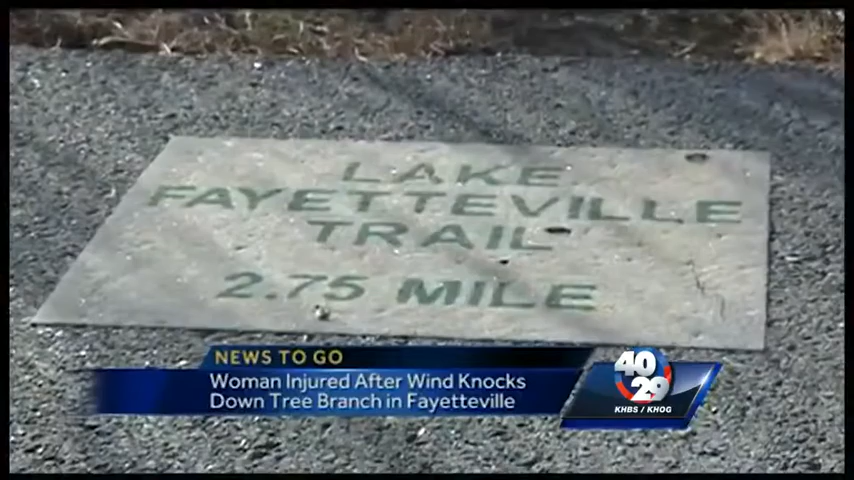 LAKE
FAYETTEVILLE
TRAIL
2.75 MILE
NEWS TO GO
Woman Injured After Wind Knocks
Down Tree Branch in Fayetteville
40
29
KHBS / KHOG